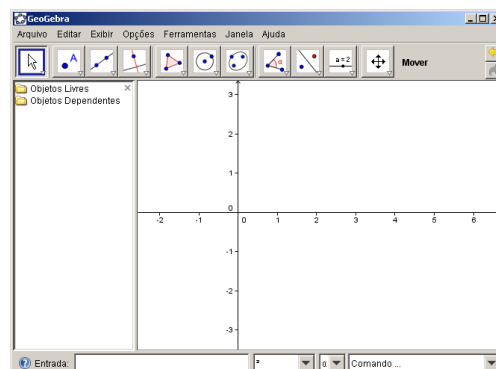 GeoGebra
Arquivo Editar Exibir Opções Ferramentas Janela Ajuda
A α a=2 Mover
Objetos Livres
Objetos Dependentes
3
2
1
0
-2 -1 0 1 2 3 4 5 6
-1
-2
-3
Entrada: ² α Comando ...